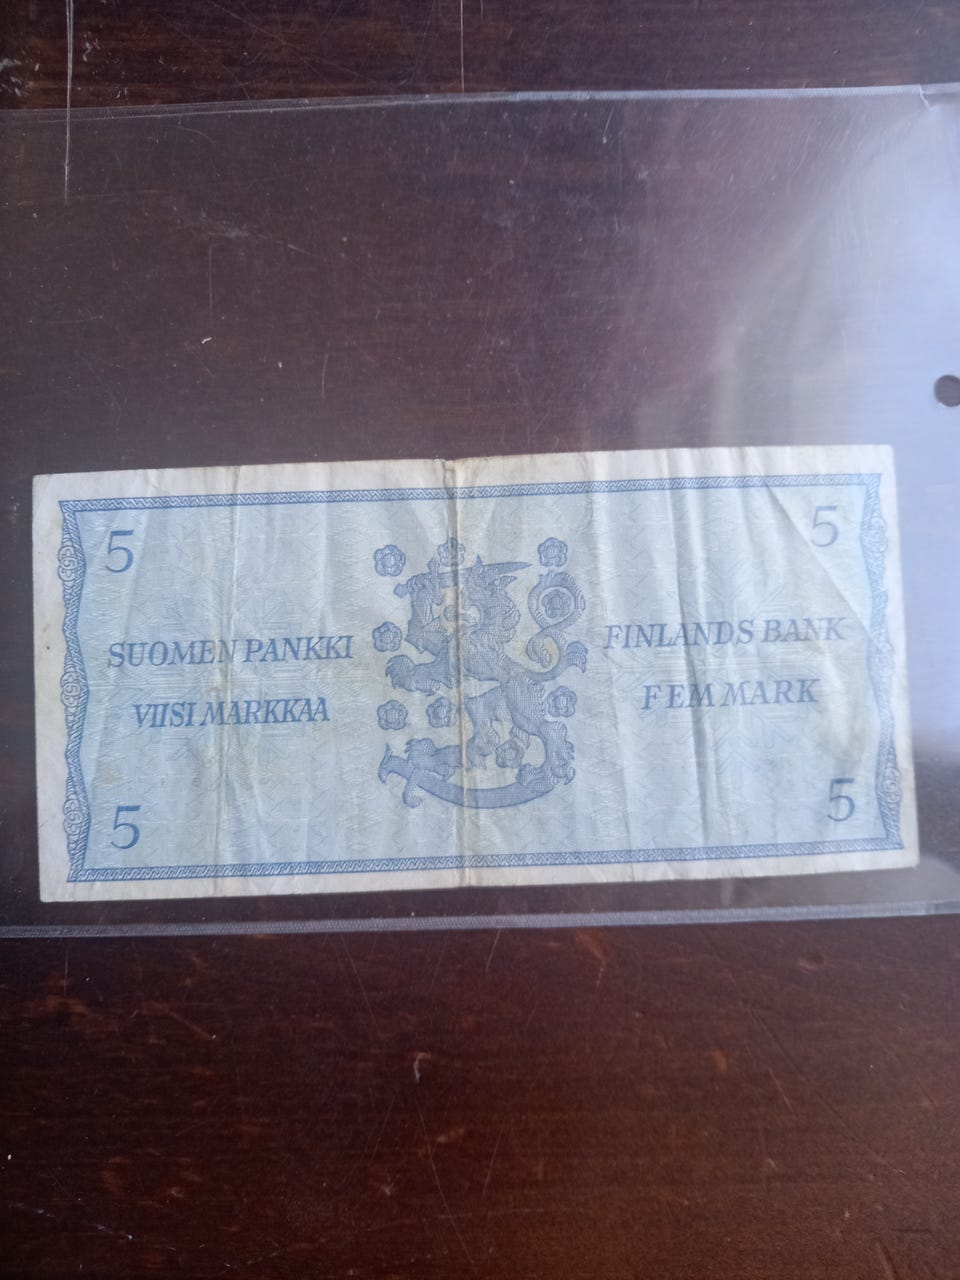 5
5
SUOMEN PANKKI
FINLANDS BANK
VIISI MARKKAA
FEM MARK
5
5